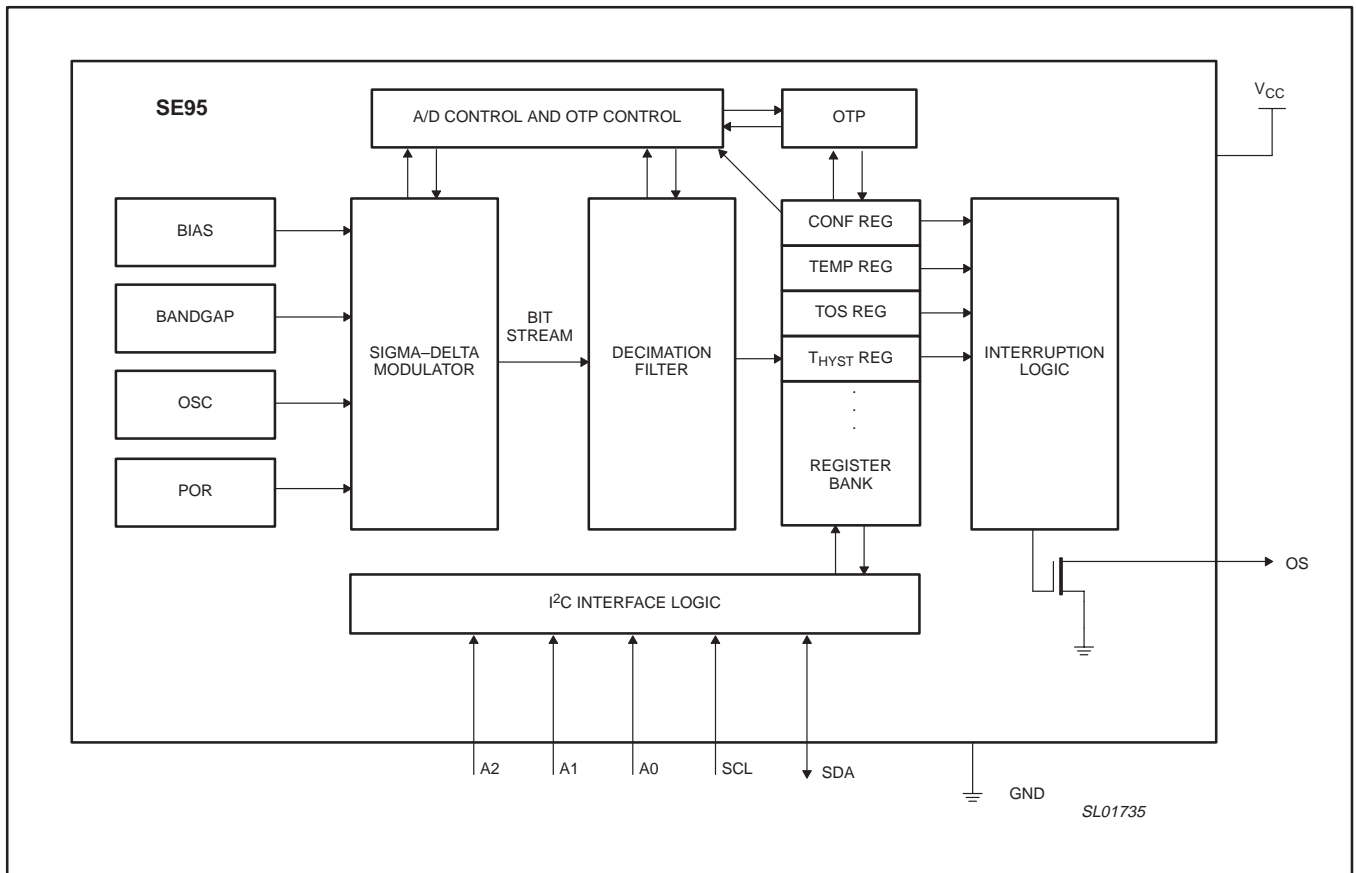 SE95
A/D CONTROL AND OTP CONTROL
OTP
VCC
BIAS
BANDGAP
OSC
POR
SIGMA–DELTA
MODULATOR
BIT
STREAM
DECIMATION
FILTER
CONF REG
TEMP REG
TOS REG
THYST REG
.
.
.
REGISTER
BANK
INTERRUPTION
LOGIC
OS
I2C INTERFACE LOGIC
A2
A1
A0
SCL
SDA
GND
SL01735